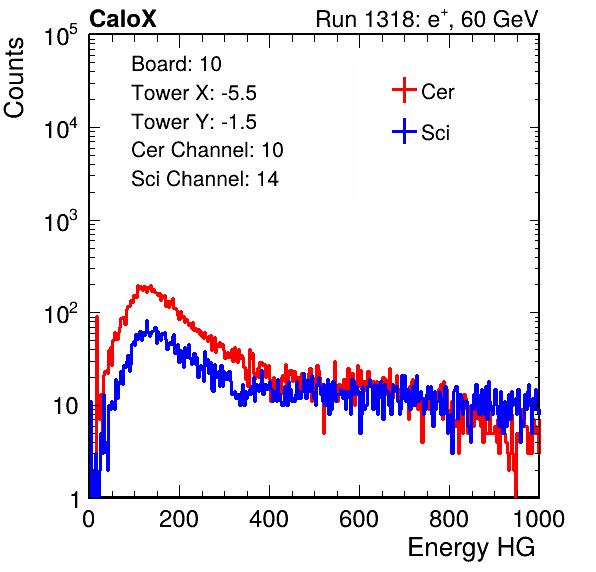 CaloX Run 1318: e⁺, 60 GeV
Counts
10⁵
10⁴
10³
10²
10
1
Board: 10
Tower X: -5.5
Tower Y: -1.5
Cer Channel: 10
Sci Channel: 14
Cer
Sci
0 200 400 600 800 1000
Energy HG